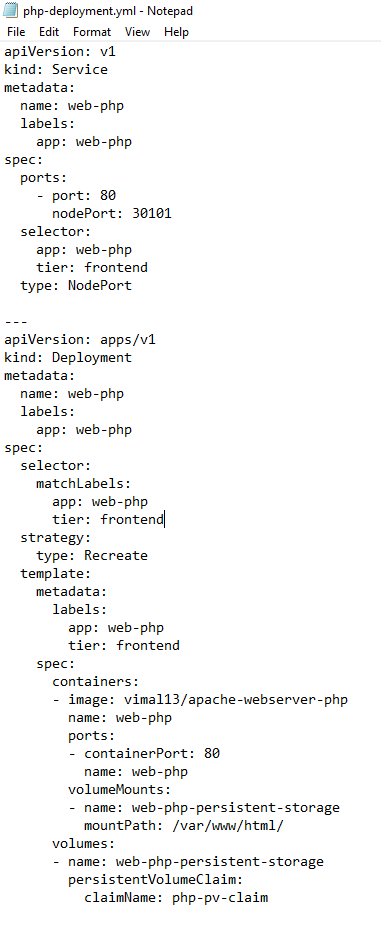 php-deployment.yml - Notepad
File Edit Format View Help
apiVersion: v1
kind: Service
metadata:
  name: web-php
  labels:
    app: web-php
spec:
  ports:
    - port: 80
      nodePort: 30101
  selector:
    app: web-php
    tier: frontend
  type: NodePort

---
apiVersion: apps/v1
kind: Deployment
metadata:
  name: web-php
  labels:
    app: web-php
spec:
  selector:
    matchLabels:
      app: web-php
      tier: frontend
  strategy:
    type: Recreate
  template:
    metadata:
      labels:
        app: web-php
        tier: frontend
    spec:
      containers:
      - image: vimal13/apache-webserver-php
        name: web-php
        ports:
        - containerPort: 80
          name: web-php
        volumeMounts:
        - name: web-php-persistent-storage
          mountPath: /var/www/html/
      volumes:
      - name: web-php-persistent-storage
        persistentVolumeClaim:
          claimName: php-pv-claim